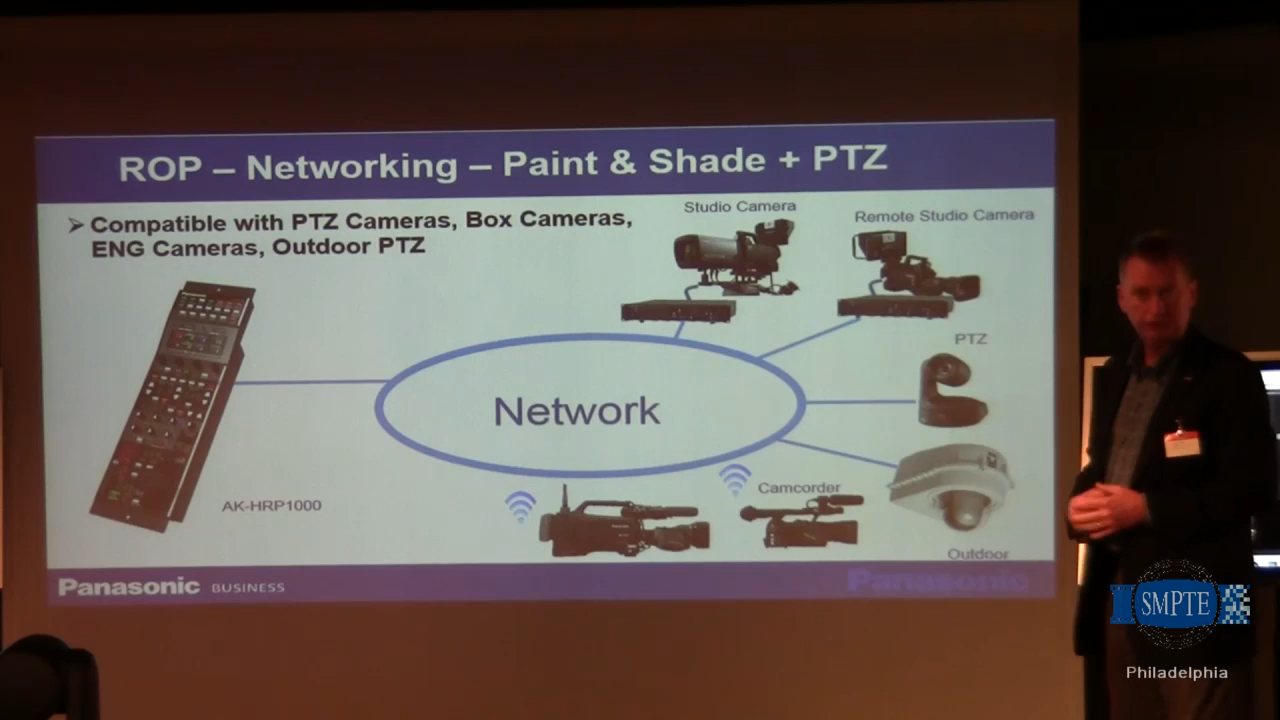 ROP – Networking – Paint & Shade + PTZ
➢ Compatible with PTZ Cameras, Box Cameras,
ENG Cameras, Outdoor PTZ
Studio Camera
Remote Studio Camera
PTZ
Network
AK-HRP1000
Camcorder
Outdoor
Panasonic BUSINESS
Panasonic
SMPTE
Philadelphia